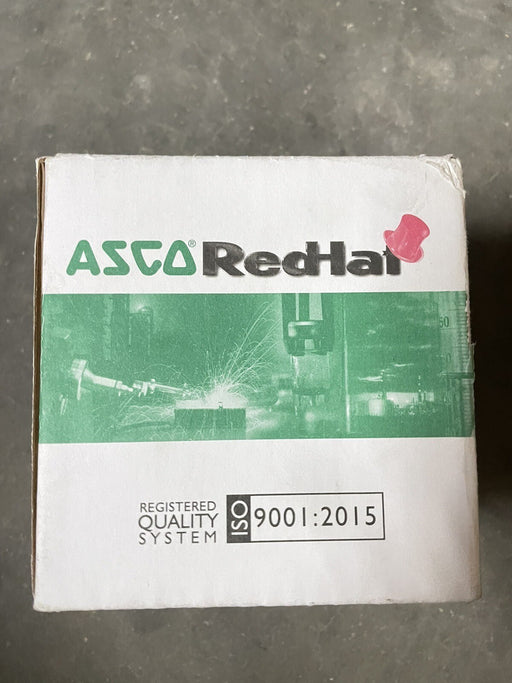 ASCO® RedHat
REGISTERED
QUALITY
SYSTEM
ISO 9001:2015